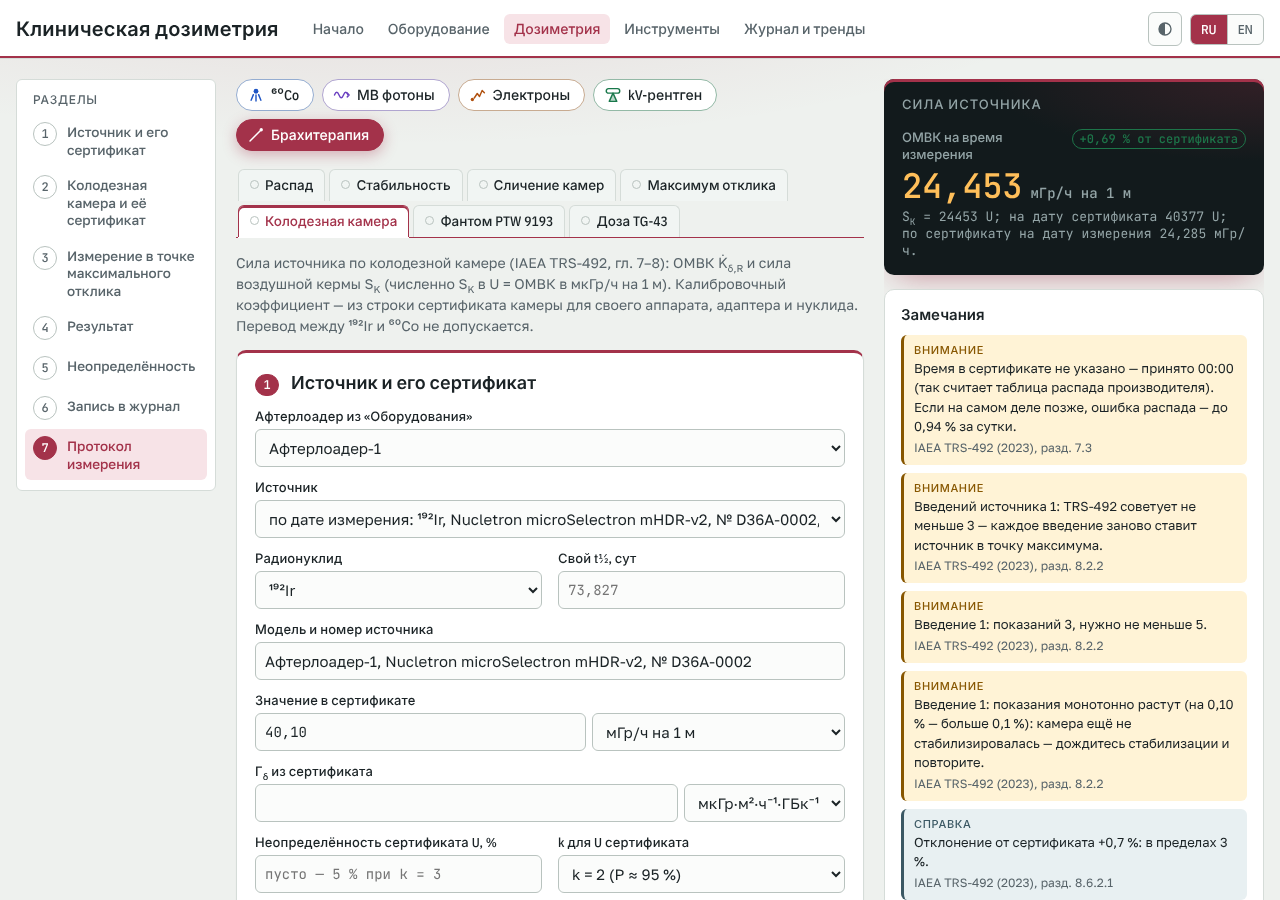 Клиническая дозиметрия
Начало
Оборудование
Дозиметрия
Инструменты
Журнал и тренды
RU
EN
РАЗДЕЛЫ
1 Источник и его
сертификат
2 Колодезная
камера и её
сертификат
3 Измерение в точке
максимального
отклика
4 Результат
5 Неопределённость
6 Запись в журнал
7 Протокол
измерения
⁶⁰Co
МВ фотоны
Электроны
kV-рентген
Брахитерапия
Распад
Стабильность
Сличение камер
Максимум отклика
Колодезная камера
Фантом PTW 9193
Доза TG-43
Сила источника по колодезной камере (IAEA TRS-492, гл. 7–8): ОМВК K̇δ,R и сила
воздушной кермы SK (численно SK в U = ОМВК в мкГр/ч на 1 м). Калибровочный
коэффициент — из строки сертификата камеры для своего аппарата, адаптера и нуклида.
Перевод между ¹⁹²Ir и ⁶⁰Co не допускается.
1 Источник и его сертификат
Афтерлоадер из «Оборудования»
Афтерлоадер-1
Источник
по дате измерения: ¹⁹²Ir, Nucletron microSelectron mHDR-v2, № D36A-0002,
Радионуклид
Свой t½, сут
¹⁹²Ir
73,827
Модель и номер источника
Афтерлоадер-1, Nucletron microSelectron mHDR-v2, № D36A-0002
Значение в сертификате
40,10
мГр/ч на 1 м
Γδ из сертификата
мкГр·м²·ч⁻¹·ГБк⁻¹
Неопределённость сертификата U, %
k для U сертификата
пусто — 5 % при k = 3
k = 2 (P ≈ 95 %)
СИЛА ИСТОЧНИКА
ОМВК на время
измерения
+0,69 % от сертификата
24,453 мГр/ч на 1 м
SK = 24453 U; на дату сертификата 40377 U;
по сертификату на дату измерения 24,285 мГр/
ч.
Замечания
ВНИМАНИЕ
Время в сертификате не указано — принято 00:00
(так считает таблица распада производителя).
Если на самом деле позже, ошибка распада — до
0,94 % за сутки.
IAEA TRS-492 (2023), разд. 7.3
ВНИМАНИЕ
Введений источника 1: TRS-492 советует не
меньше 3 — каждое введение заново ставит
источник в точку максимума.
IAEA TRS-492 (2023), разд. 8.2.2
ВНИМАНИЕ
Введение 1: показаний 3, нужно не меньше 5.
IAEA TRS-492 (2023), разд. 8.2.2
ВНИМАНИЕ
Введение 1: показания монотонно растут (на 0,10
% — больше 0,1 %): камера ещё не
стабилизировалась — дождитесь стабилизации и
повторите.
IAEA TRS-492 (2023), разд. 8.2.2
СПРАВКА
Отклонение от сертификата +0,7 %: в пределах 3
%.
IAEA TRS-492 (2023), разд. 8.6.2.1